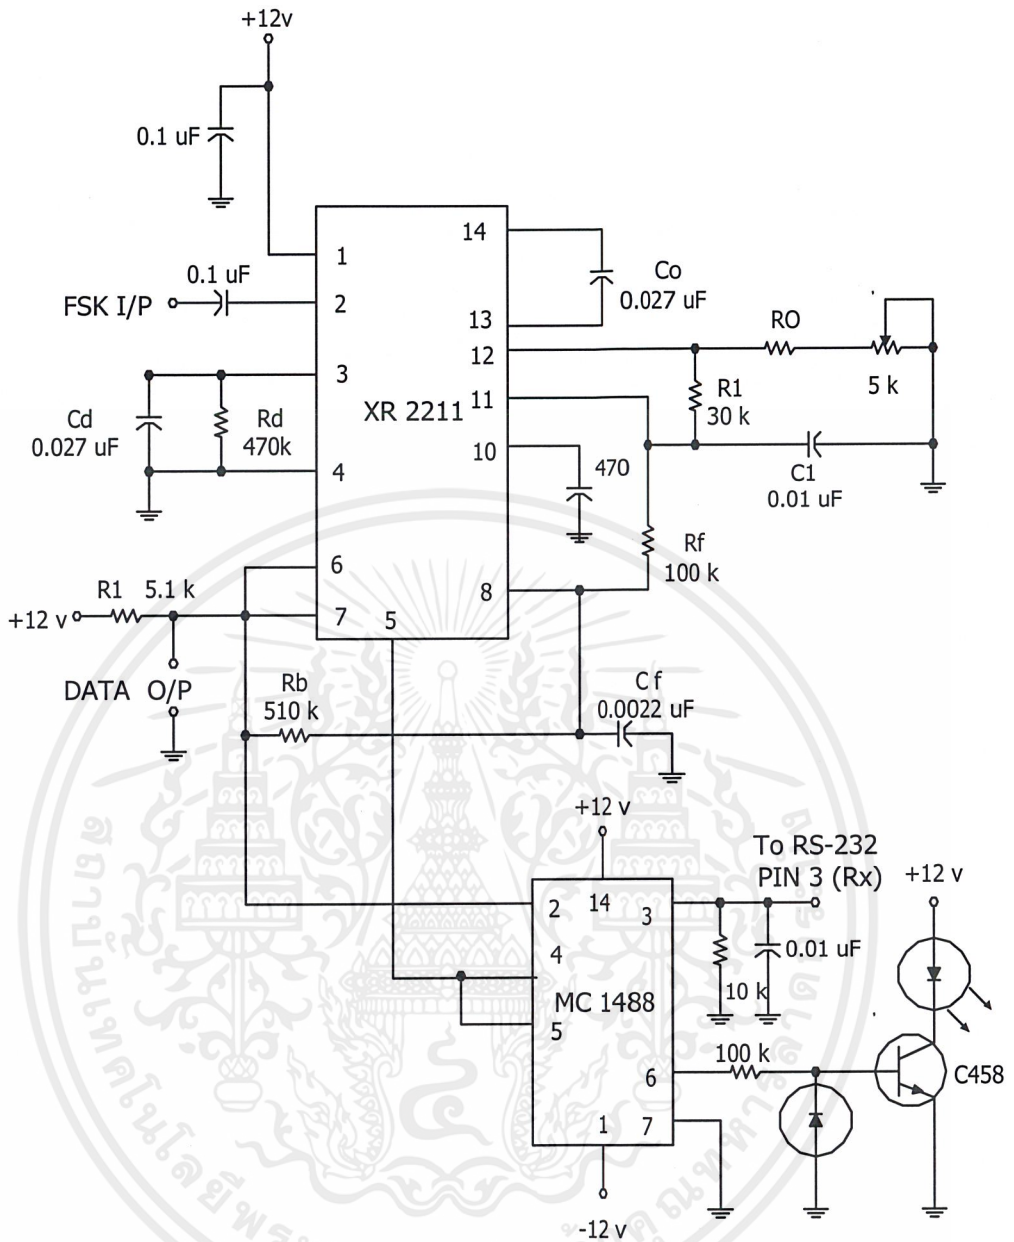 +12v
0.1 uF
14
1
0.1 uF
Co
0.027 uF
FSK I/P
2
13
RO
12
3
R1
30 k
5 k
XR 2211
11
Cd
0.027 uF
Rd
470k
10
470
4
C1
0.01 uF
Rf
100 k
6
R1 5.1 k
8
+12 v
7
5
DATA O/P
Rb
510 k
Cf
0.0022 uF
+12 v
To RS-232
PIN 3 (Rx)
+12 v
2
14
3
4
0.01 uF
10 k
MC 1488
5
100 k
C458
6
1
7
-12 v